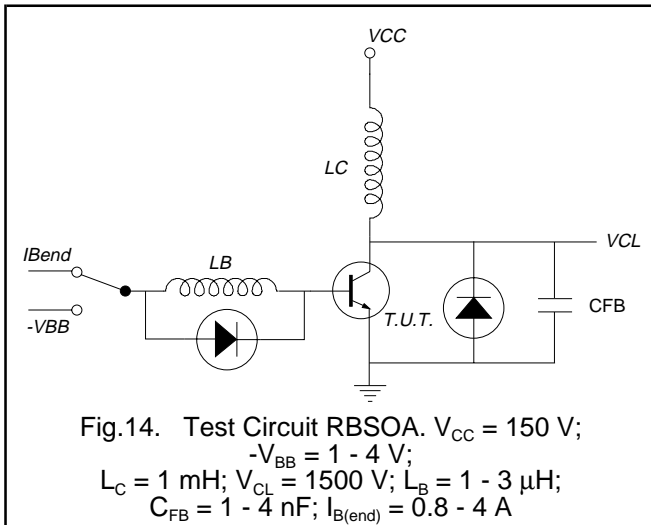 VCC
LC
IBend
LB
VCL
-VBB
T.U.T.
CFB
Fig.14. Test Circuit RBSOA. VCC = 150 V;
-VBB = 1 - 4 V;
LC = 1 mH; VCL = 1500 V; LB = 1 - 3 μH;
CFB = 1 - 4 nF; IB(end) = 0.8 - 4 A